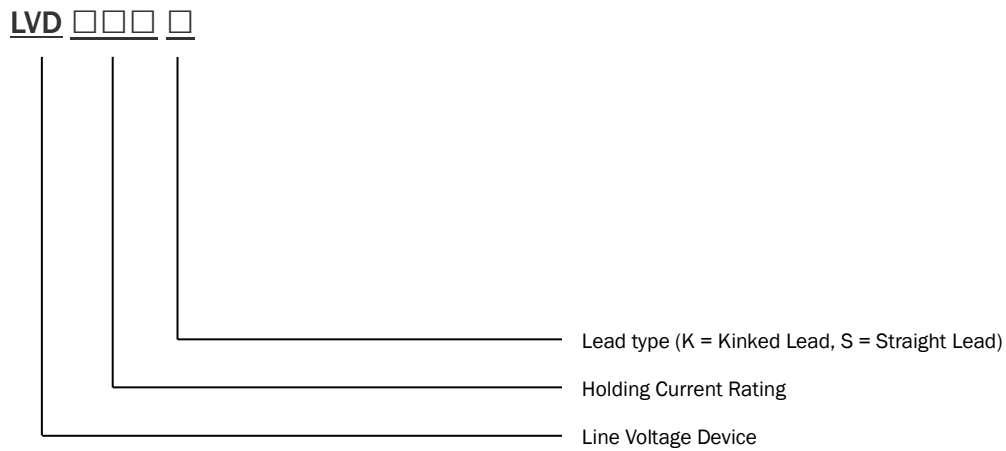 LVD □□□ □
Lead type (K = Kinked Lead, S = Straight Lead)
Holding Current Rating
Line Voltage Device